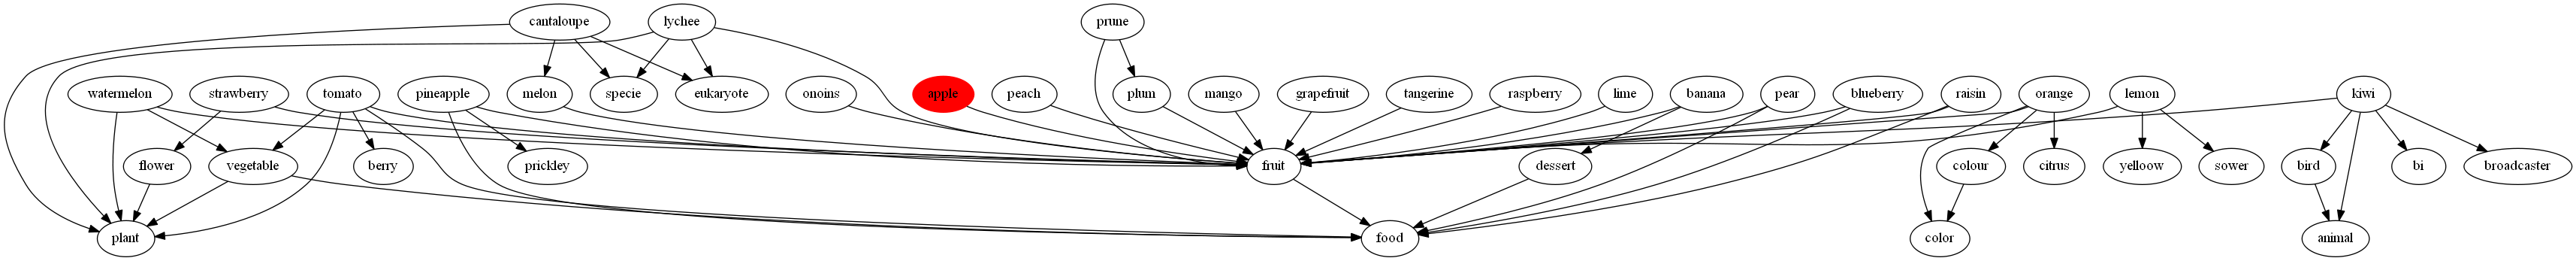 cantaloupe lychee prune
watermelon strawberry tomato pineapple melon specie eukaryote onoins apple peach plum mango grapefruit tangerine raspberry lime banana pear blueberry raisin orange lemon kiwi
flower vegetable berry prickley fruit dessert colour citrus yelloow sower bird bi broadcaster
plant food color animal